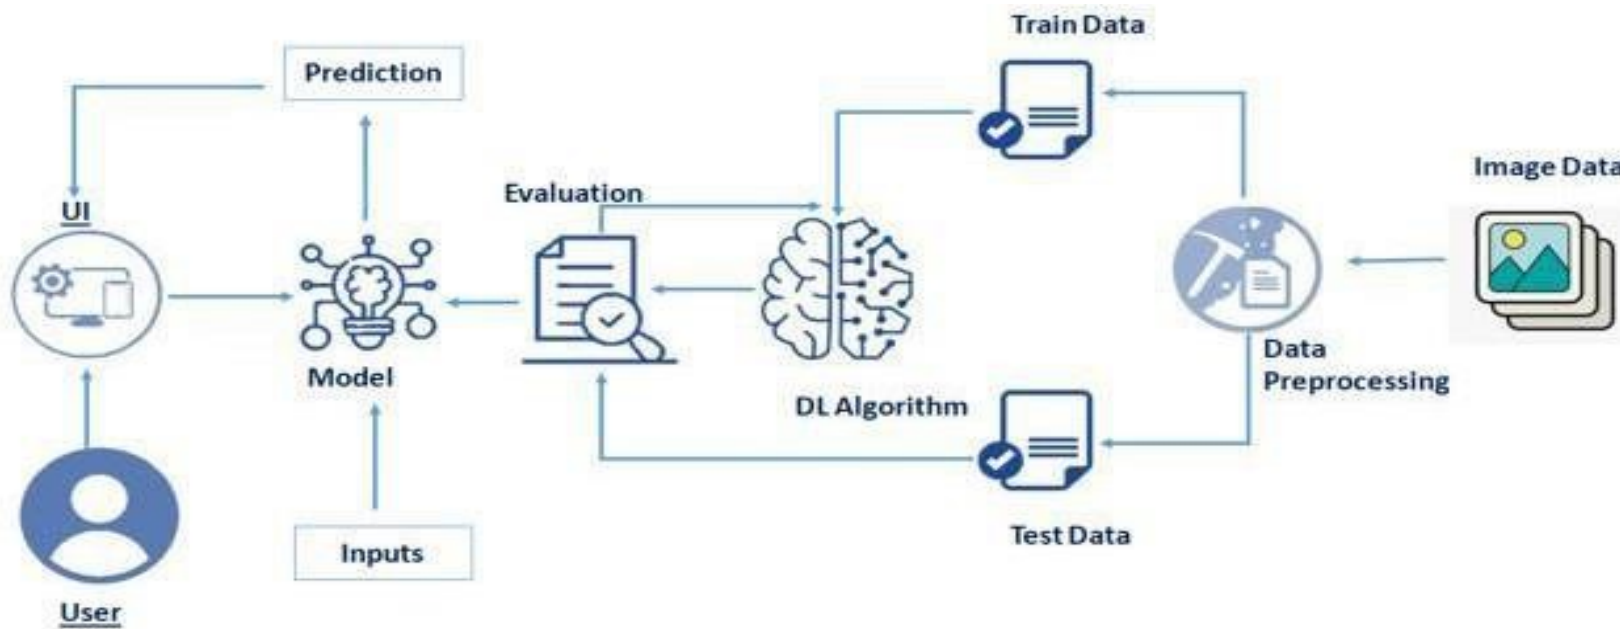 Train Data
Prediction
Image Data
Evaluation
UI
Data
Preprocessing
Model
DL Algorithm
Test Data
Inputs
User